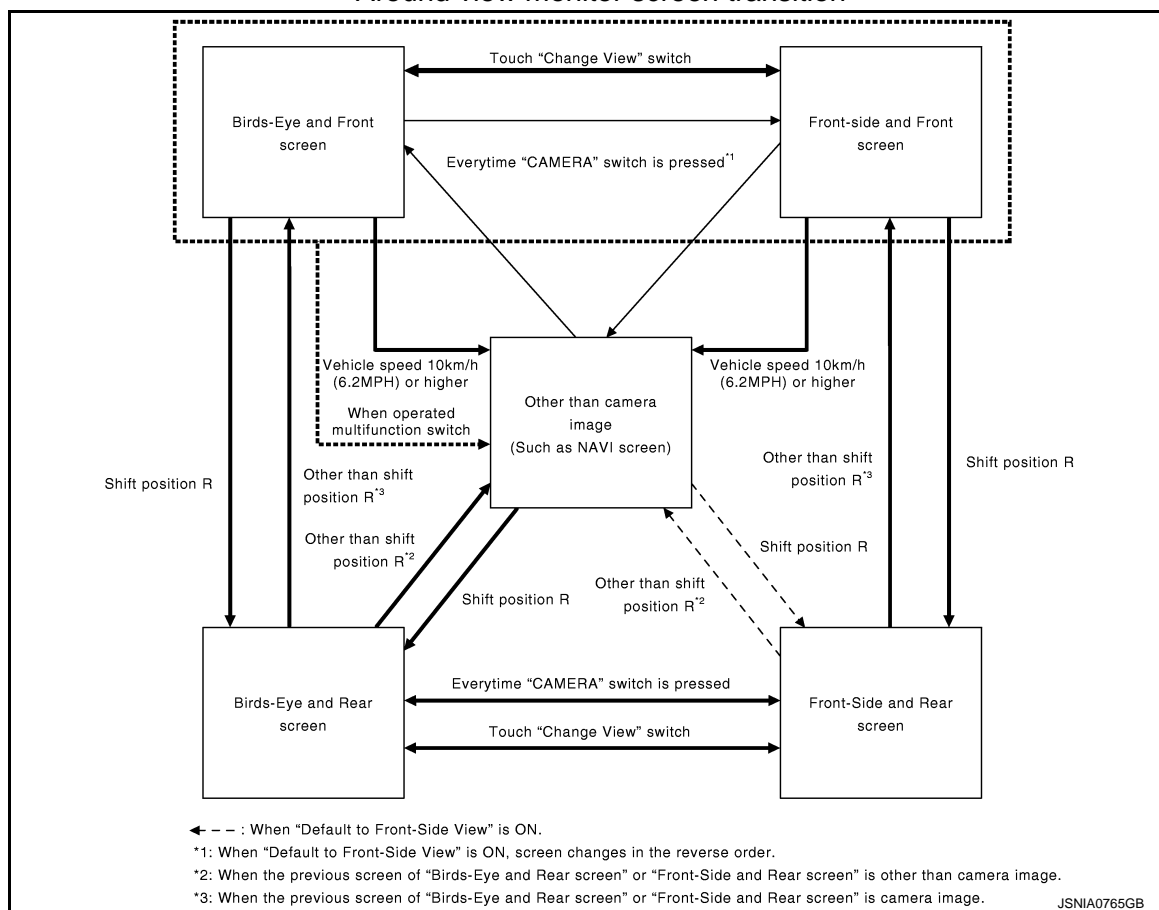 Around view monitor screen transition
Touch “Change View” switch
Birds-Eye and Front
screen
Front-side and Front
screen
Everytime “CAMERA” switch is pressed*1
Vehicle speed 10km/h
(6.2MPH) or higher
Vehicle speed 10km/h
(6.2MPH) or higher
Other than camera
image
(Such as NAVI screen)
When operated
multifunction switch
Shift position R
Other than shift
position R*3
Other than shift
position R*3
Shift position R
Other than shift
position R*2
Shift position R
Other than shift
position R*2
Shift position R
Birds-Eye and Rear
screen
Everytime “CAMERA” switch is pressed
Touch “Change View” switch
Front-Side and Rear
screen
: When “Default to Front-Side View” is ON.
*1: When “Default to Front-Side View” is ON, screen changes in the reverse order.
*2: When the previous screen of “Birds-Eye and Rear screen” or “Front-Side and Rear screen” is other than camera image.
*3: When the previous screen of “Birds-Eye and Rear screen” or “Front-Side and Rear screen” is camera image.
JSNIA0765GB